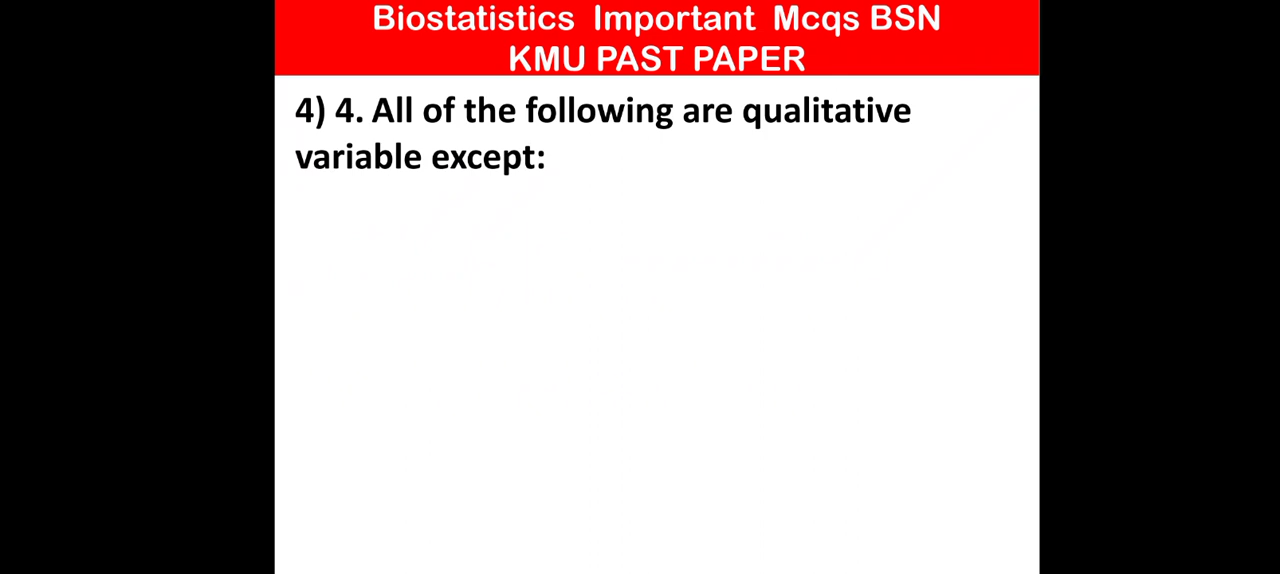 Biostatistics Important Mcqs BSN
KMU PAST PAPER
4) 4. All of the following are qualitative
variable except: